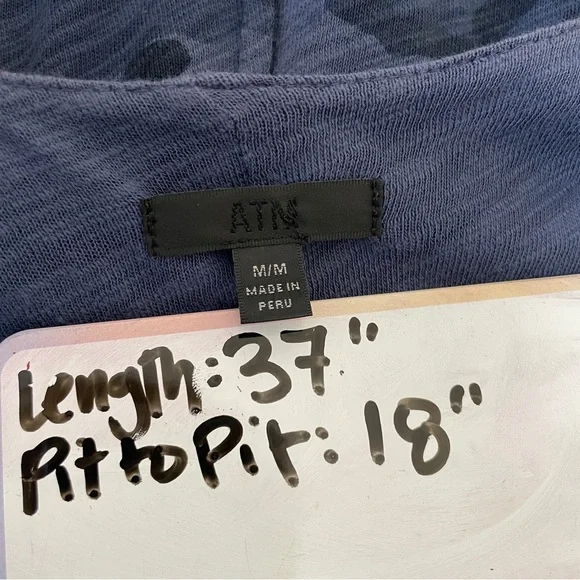 ATM
M/M
MADE IN
PERU
Length: 37"
Pit to Pit: 18"